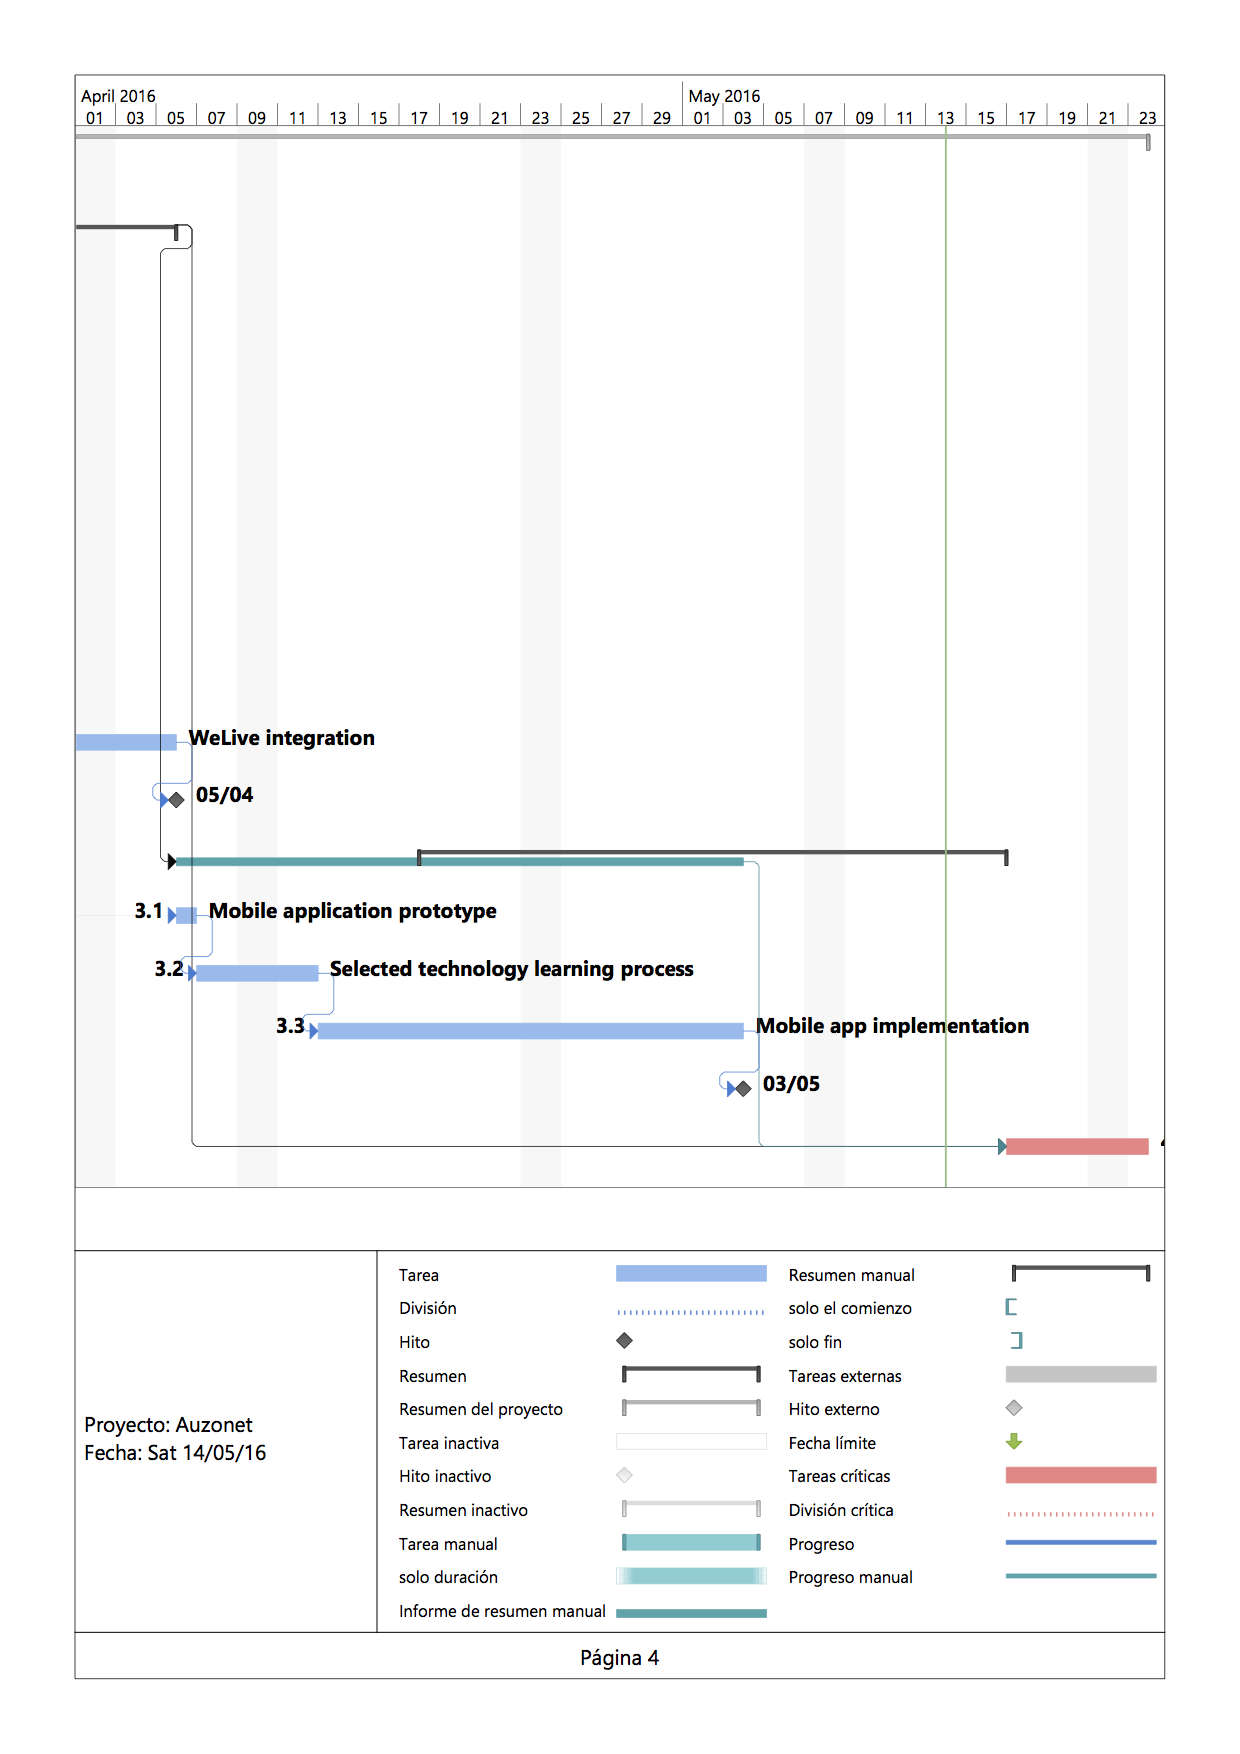 April 2016
May 2016
01 03 05 07 09 11 13 15 17 19 21 23 25 27 29 01 03 05 07 09 11 13 15 17 19 21 23
WeLive integration
05/04
3.1 Mobile application prototype
3.2 Selected technology learning process
3.3 Mobile app implementation
03/05
Proyecto: Auzonet
Fecha: Sat 14/05/16
Tarea
División
Hito
Resumen
Resumen del proyecto
Tarea inactiva
Hito inactivo
Resumen inactivo
Tarea manual
solo duración
Informe de resumen manual
Resumen manual
solo el comienzo
solo fin
Tareas externas
Hito externo
Fecha límite
Tareas críticas
División crítica
Progreso
Progreso manual
Página 4